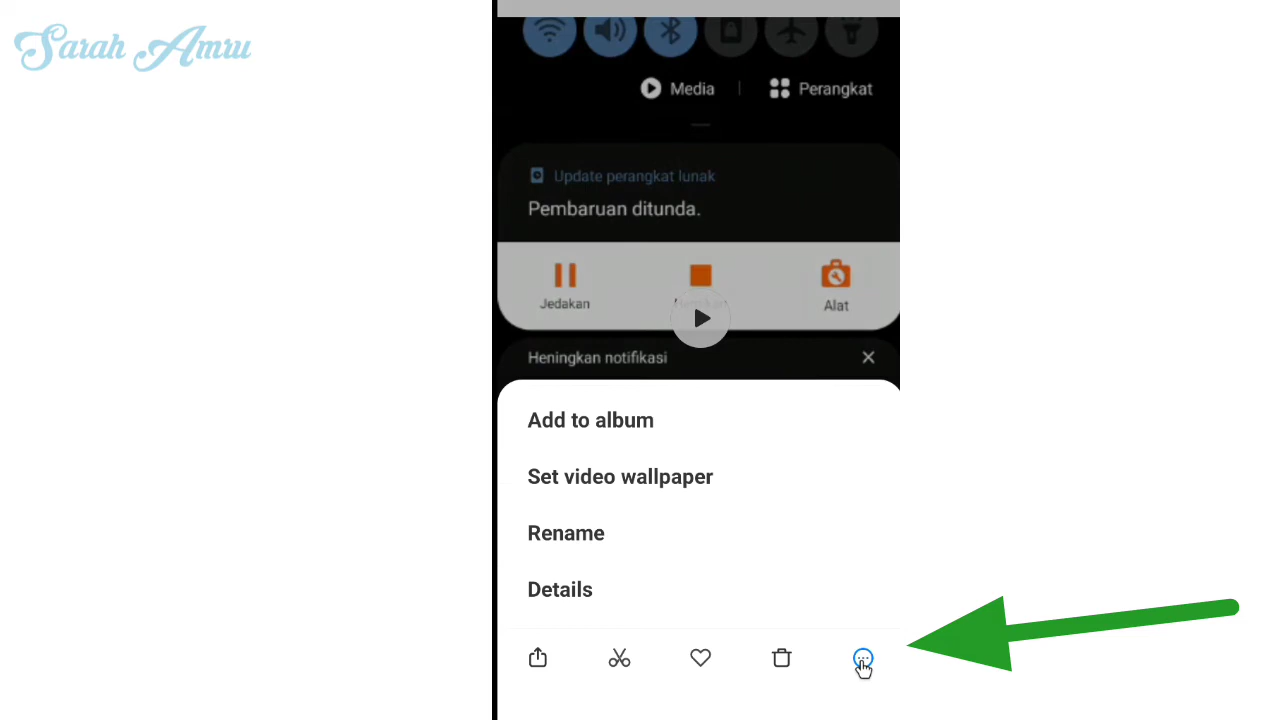 Sarah Amru
Media | Perangkat
Update perangkat lunak
Pembaruan ditunda.
Jedakan
Alat
Heningkan notifikasi
Add to album
Set video wallpaper
Rename
Details